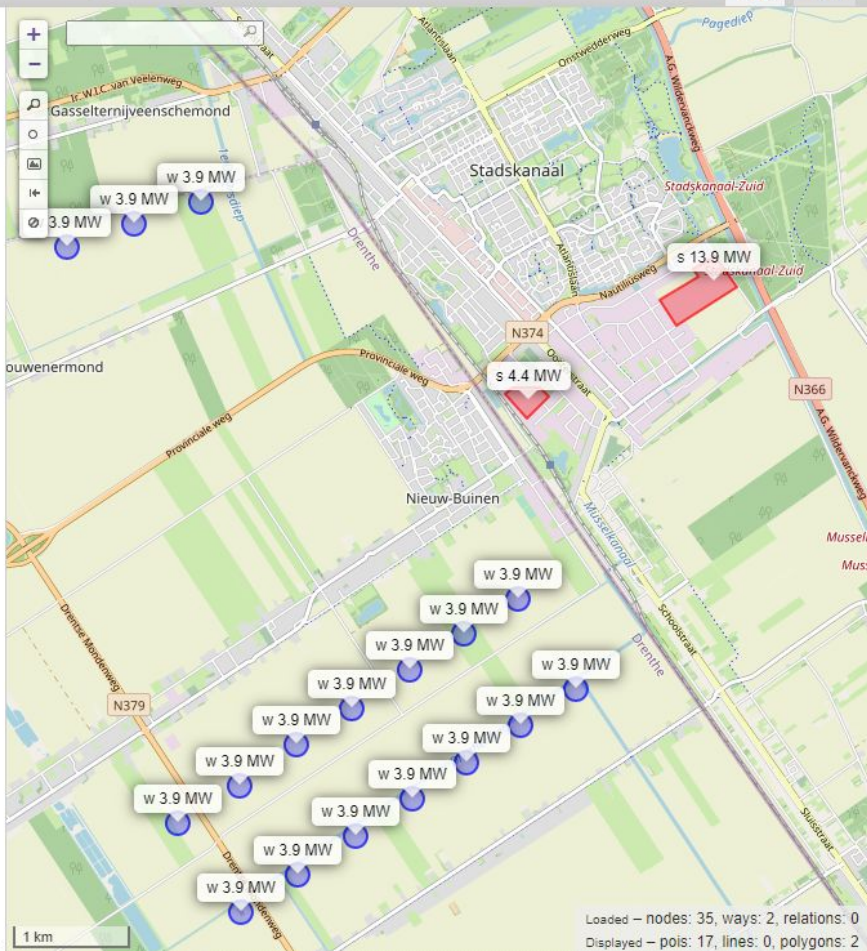 +
−
Atlantislaan
Onstwedderweg
Pagediep
A.G. Wildervanckweg
Ir. W.I.C. van Veelenweg
Gasselternijveenschemond
Stadskanaal
w 3.9 MW
w 3.9 MW
3.9 MW
Stadskanaal-Zuid
Drenthe
Atlantislaan
s 13.9 MW
Nautiliusweg
N374
Provinciale weg
s 4.4 MW
N366
ouwenermond
Provinciale weg
A.G. Wildervanckweg
Nieuw-Buinen
Musselkanaal
w 3.9 MW
w 3.9 MW
Schoolstraat
w 3.9 MW
Drentse Mondenweg
Drenthe
w 3.9 MW
w 3.9 MW
N379
w 3.9 MW
w 3.9 MW
w 3.9 MW
w 3.9 MW
w 3.9 MW
w 3.9 MW
w 3.9 MW
w 3.9 MW
w 3.9 MW
Sluisstraat
1 km
Loaded – nodes: 35, ways: 2, relations: 0
Displayed – pois: 17, lines: 0, polygons: 2